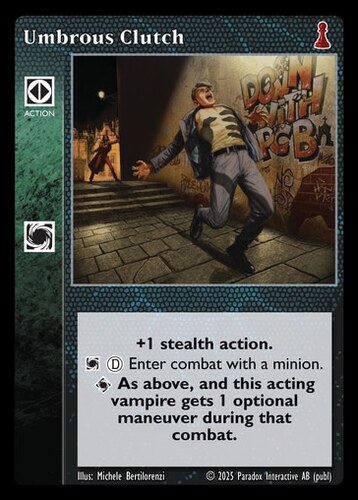 Umbrous Clutch
ACTION
DOWN
WITH
PCB
+1 stealth action.
D Enter combat with a minion.
As above, and this acting
vampire gets 1 optional
maneuver during that
combat.
Illus: Michele Bertilorenzi © 2025 Paradox Interactive AB (publ)